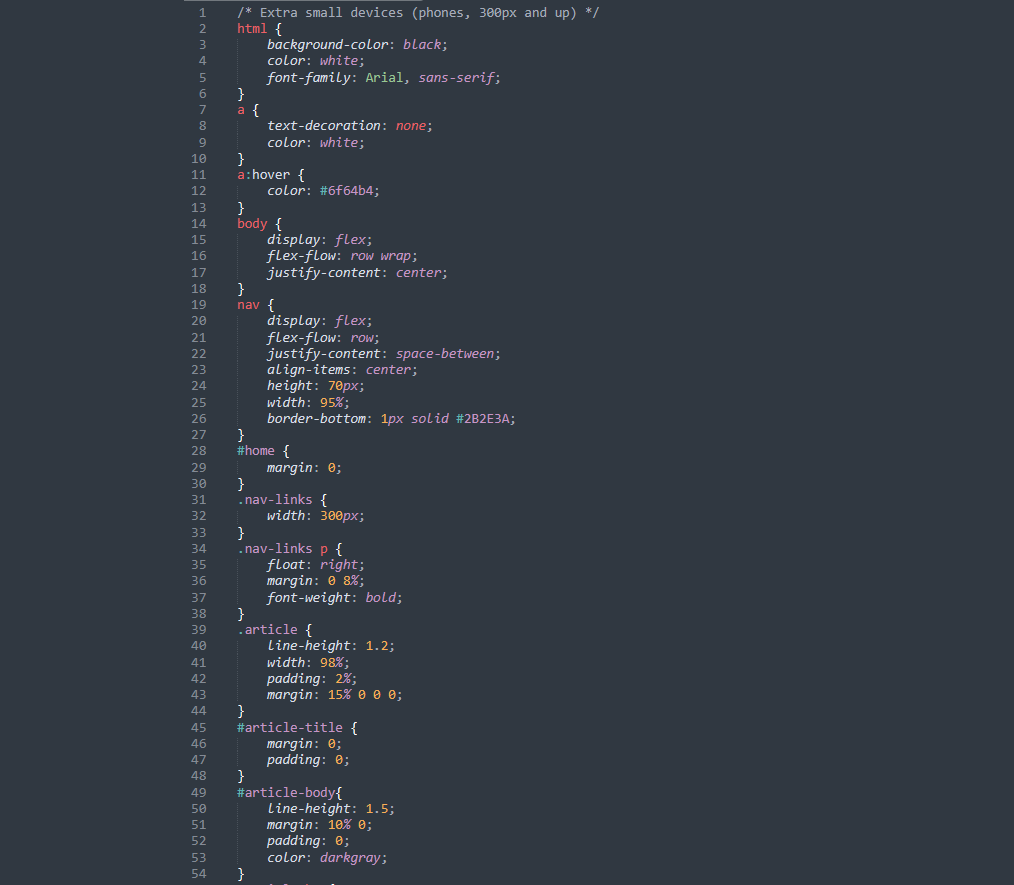 1 /* Extra small devices (phones, 300px and up) */
2 html {
3 background-color: black;
4 color: white;
5 font-family: Arial, sans-serif;
6 }
7 a {
8 text-decoration: none;
9 color: white;
10 }
11 a:hover {
12 color: #6f64b4;
13 }
14 body {
15 display: flex;
16 flex-flow: row wrap;
17 justify-content: center;
18 }
19 nav {
20 display: flex;
21 flex-flow: row;
22 justify-content: space-between;
23 align-items: center;
24 height: 70px;
25 width: 95%;
26 border-bottom: 1px solid #2B2E3A;
27 }
28 #home {
29 margin: 0;
30 }
31 .nav-links {
32 width: 300px;
33 }
34 .nav-links p {
35 float: right;
36 margin: 0 8%;
37 font-weight: bold;
38 }
39 .article {
40 line-height: 1.2;
41 width: 98%;
42 padding: 2%;
43 margin: 15% 0 0 0;
44 }
45 #article-title {
46 margin: 0;
47 padding: 0;
48 }
49 #article-body{
50 line-height: 1.5;
51 margin: 10% 0;
52 padding: 0;
53 color: darkgray;
54 }